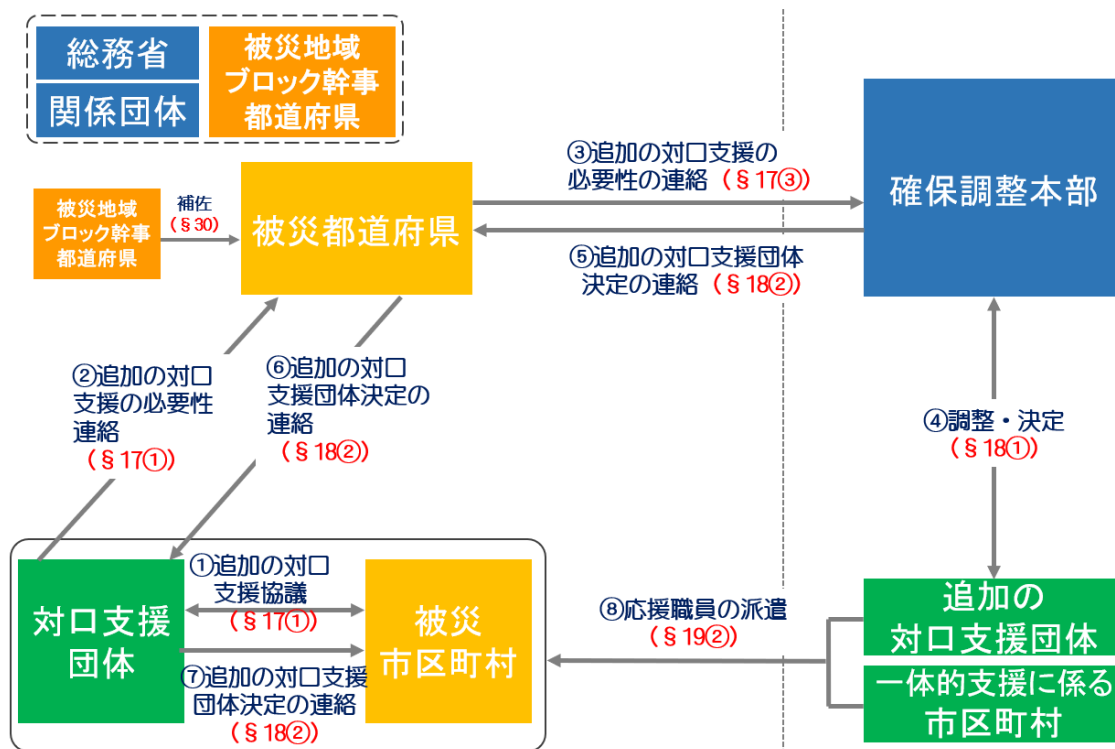 総務省
関係団体
被災地域
ブロック幹事
都道府県
被災地域
ブロック幹事
都道府県
補佐
(§30)
被災都道府県
③追加の対口支援の
必要性の連絡(§17③)
⑤追加の対口支援団体
決定の連絡(§18②)
確保調整本部
②追加の対口
支援の必要性
連絡
(§17①)
⑥追加の対口
支援団体決定の
連絡
(§18②)
④調整・決定
(§18①)
対口支援
団体
①追加の対口
支援協議
(§17①)
⑦追加の対口支援
団体決定の連絡
(§18②)
被災
市区町村
⑧応援職員の派遣
(§19②)
追加の
対口支援団体
一体的支援に係る
市区町村